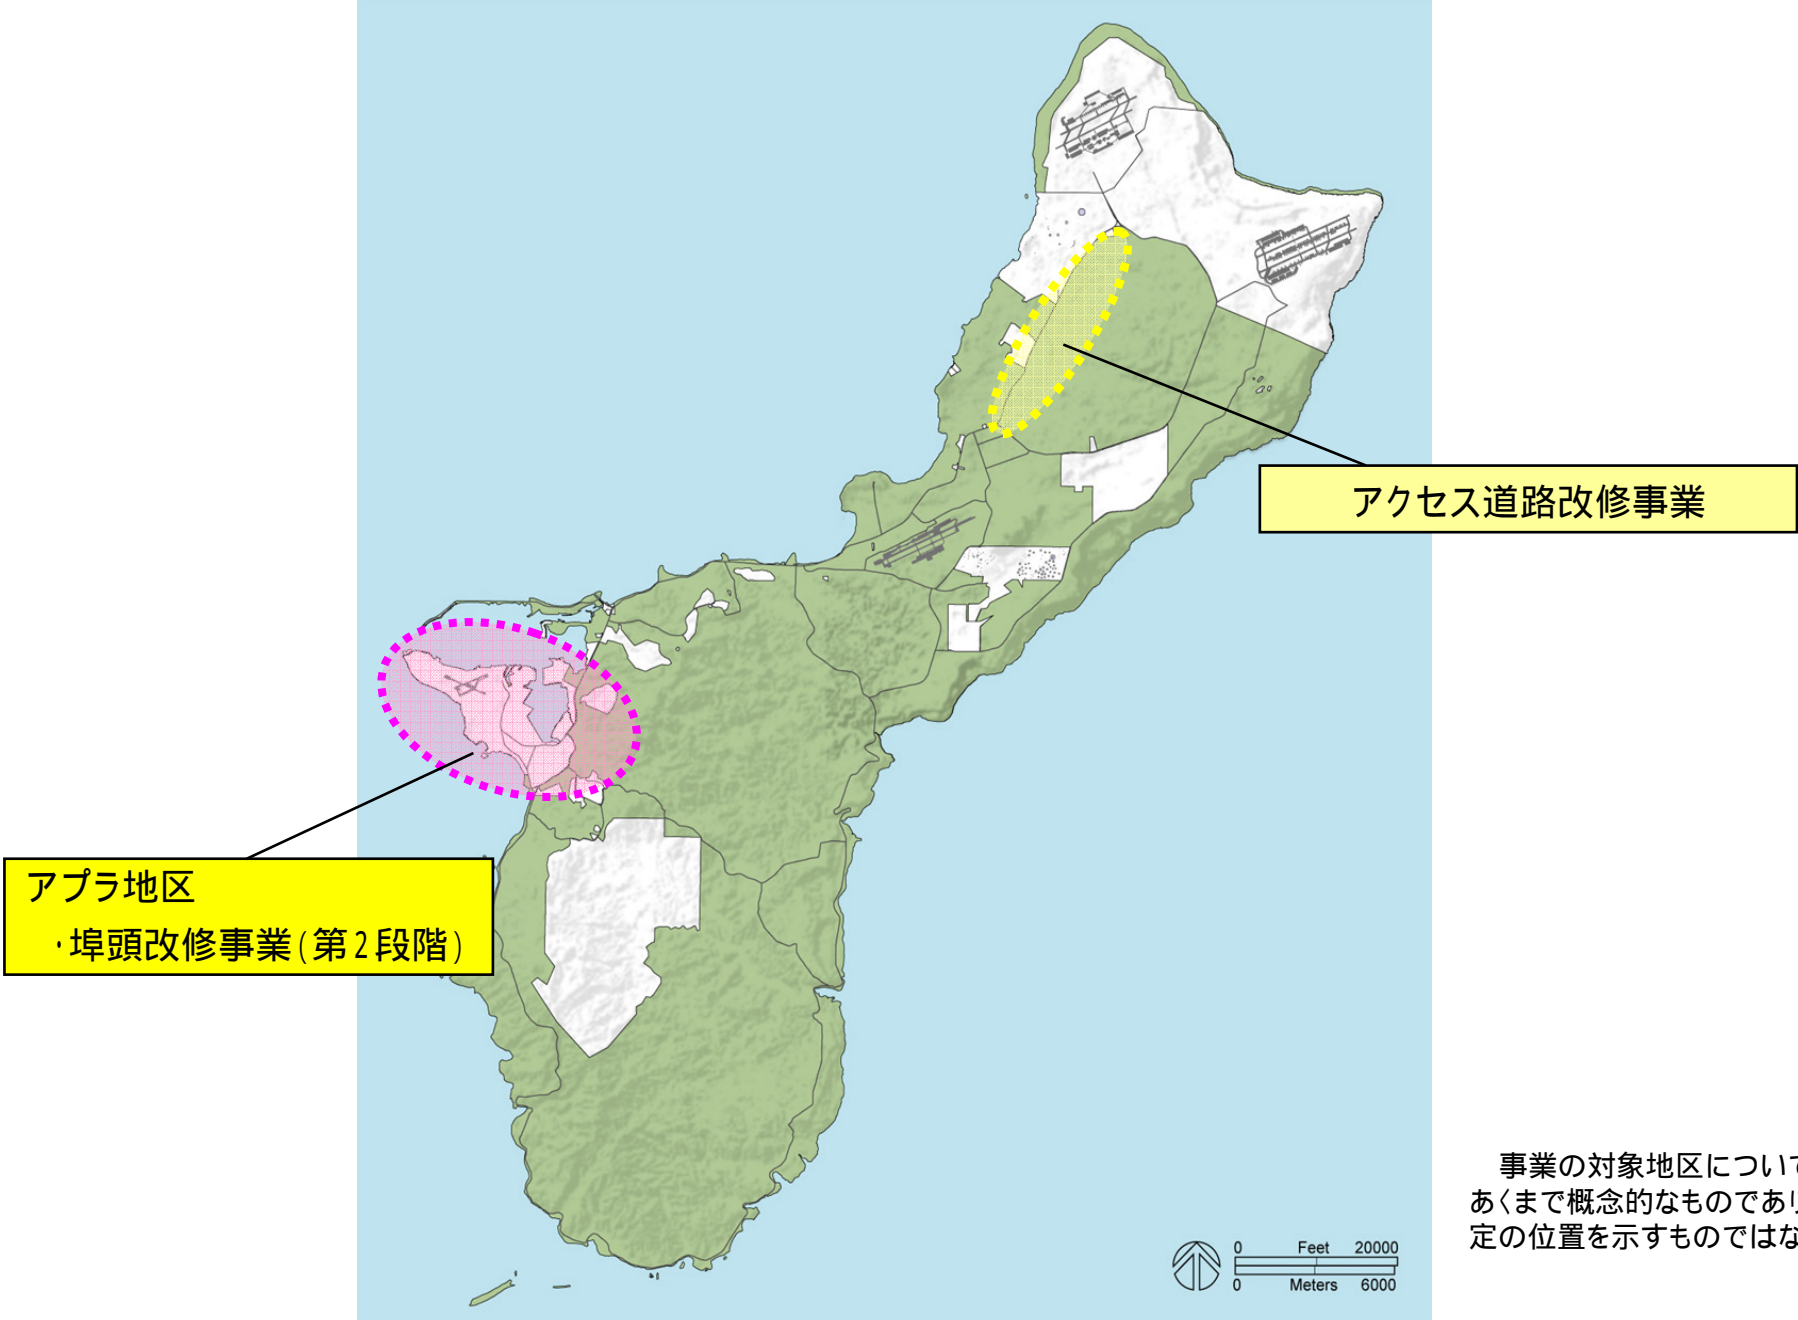 アクセス道路改修事業
アプラ地区
・埠頭改修事業(第2段階)
事業の対象地区につい
あくまで概念的なものであ
定の位置を示すものではな
0 Feet 20000
0 Meters 6000